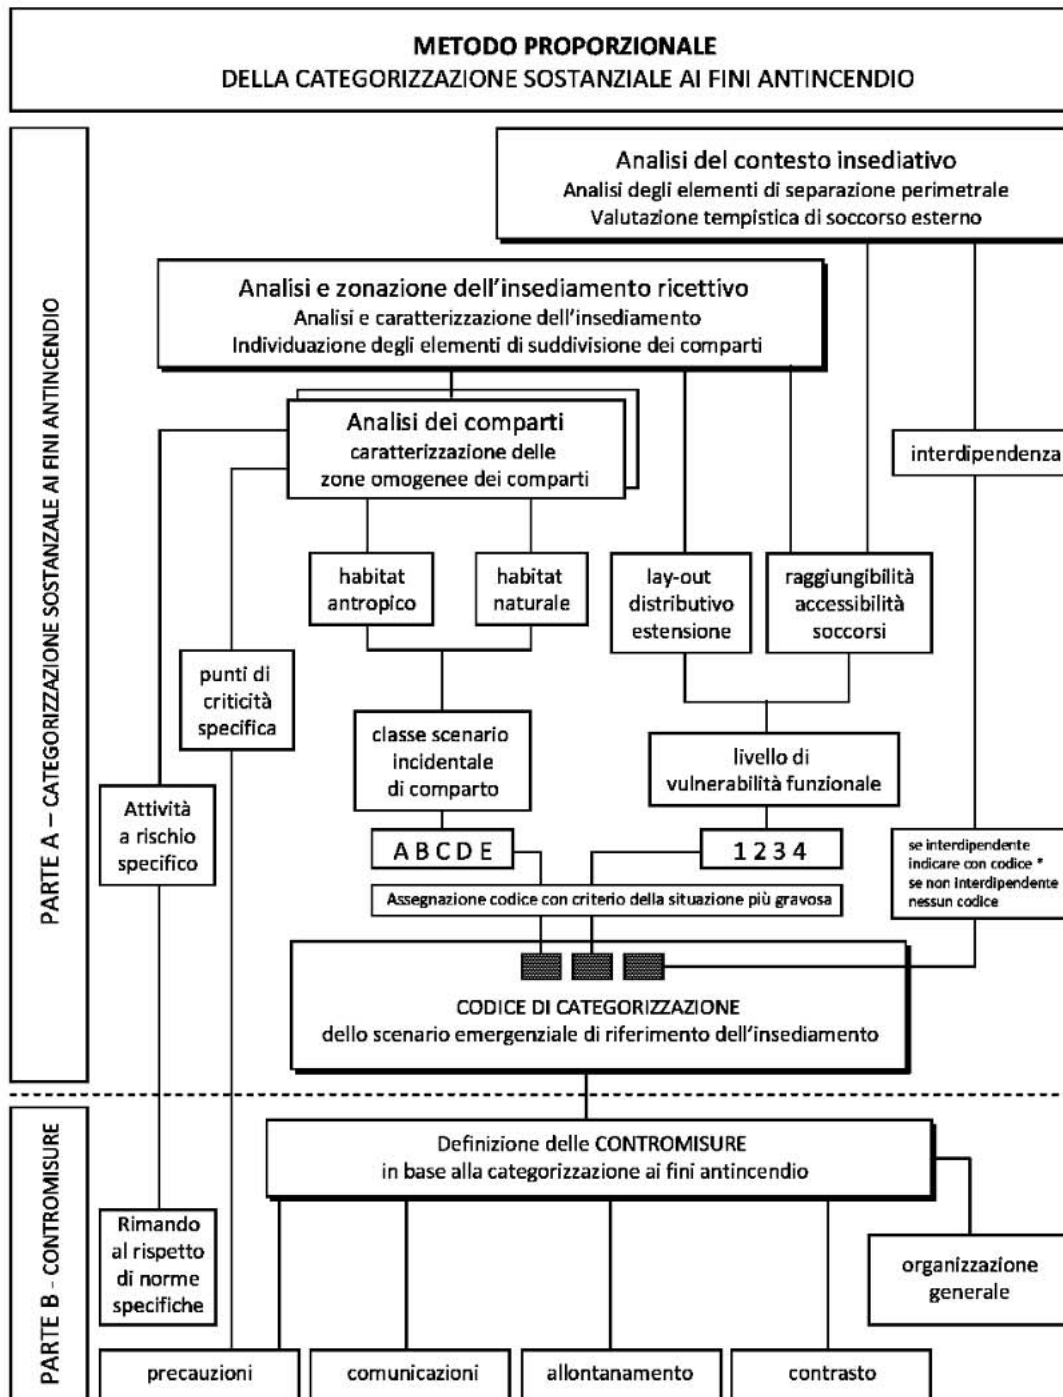 METODO PROPORZIONALE
DELLA CATEGORIZZAZIONE SOSTANZIALE AI FINI ANTINCENDIO
PARTE A – CATEGORIZZAZIONE SOSTANZALE AI FINI ANTINCENDIO
Analisi del contesto insediativo
Analisi degli elementi di separazione perimetrale
Valutazione tempistica di soccorso esterno
Analisi e zonazione dell'insediamento ricettivo
Analisi e caratterizzazione dell'insediamento
Individuazione degli elementi di suddivisione dei comparti
Analisi dei comparti
caratterizzazione delle
zone omogenee dei comparti
interdipendenza
habitat
antropico
habitat
naturale
lay-out
distributivo
estensione
raggiungibilità
accessibilità
soccorsi
punti di
criticità
specifica
classe scenario
incidentale
di comparto
livello di
vulnerabilità funzionale
Attività
a rischio
specifico
A B C D E
1 2 3 4
se interdipendente
indicare con codice *
se non interdipendente
nessun codice
Assegnazione codice con criterio della situazione più gravosa
CODICE DI CATEGORIZZAZIONE
dello scenario emergenziale di riferimento dell'insediamento
PARTE B - CONTROMISURE
Definizione delle CONTROMISURE
in base alla categorizzazione ai fini antincendio
Rimando
al rispetto
di norme
specifiche
organizzazione
generale
precauzioni
comunicazioni
allontanamento
contrasto